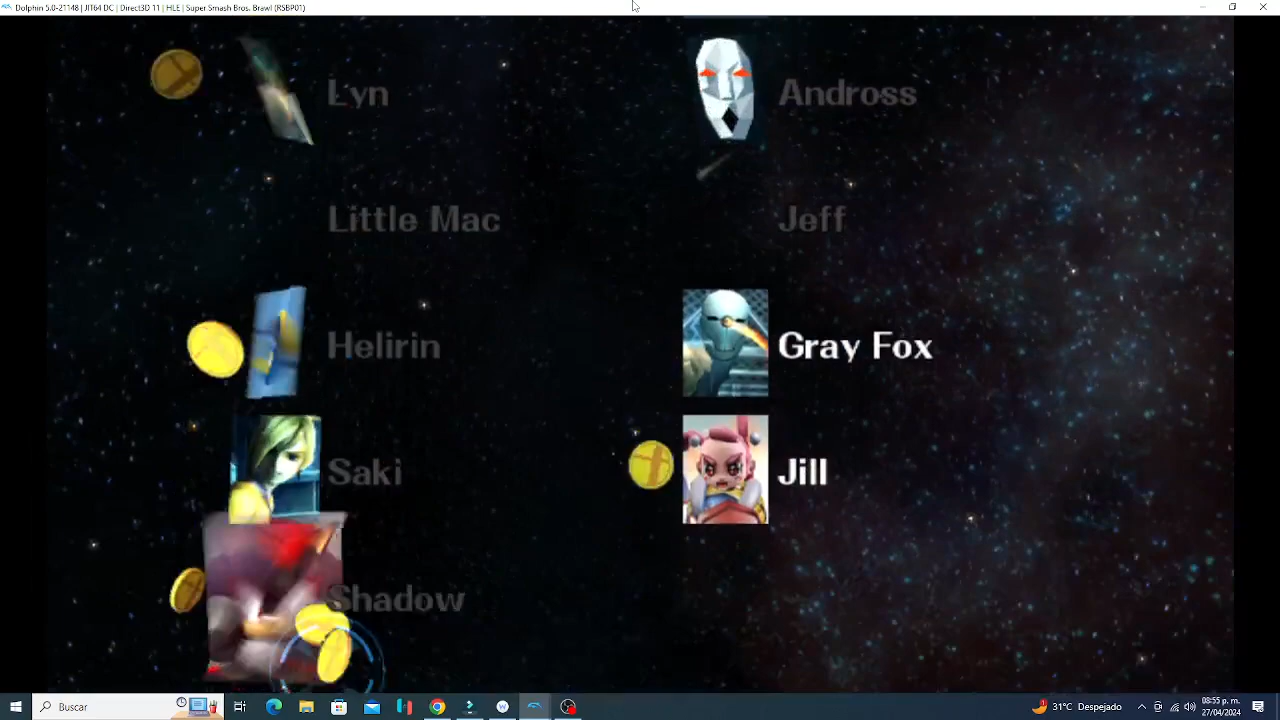 Dolphin 5.0-21148 | JIT64 DC | Direct3D 11 | HLE | Super Smash Bros. Brawl (RSBP01)
Lyn
Andross
Little Mac
Jeff
Helirin
Gray Fox
Saki
Jill
Shadow
Buscar
31°C Despejado
08:55 p. m.
27/04/2024